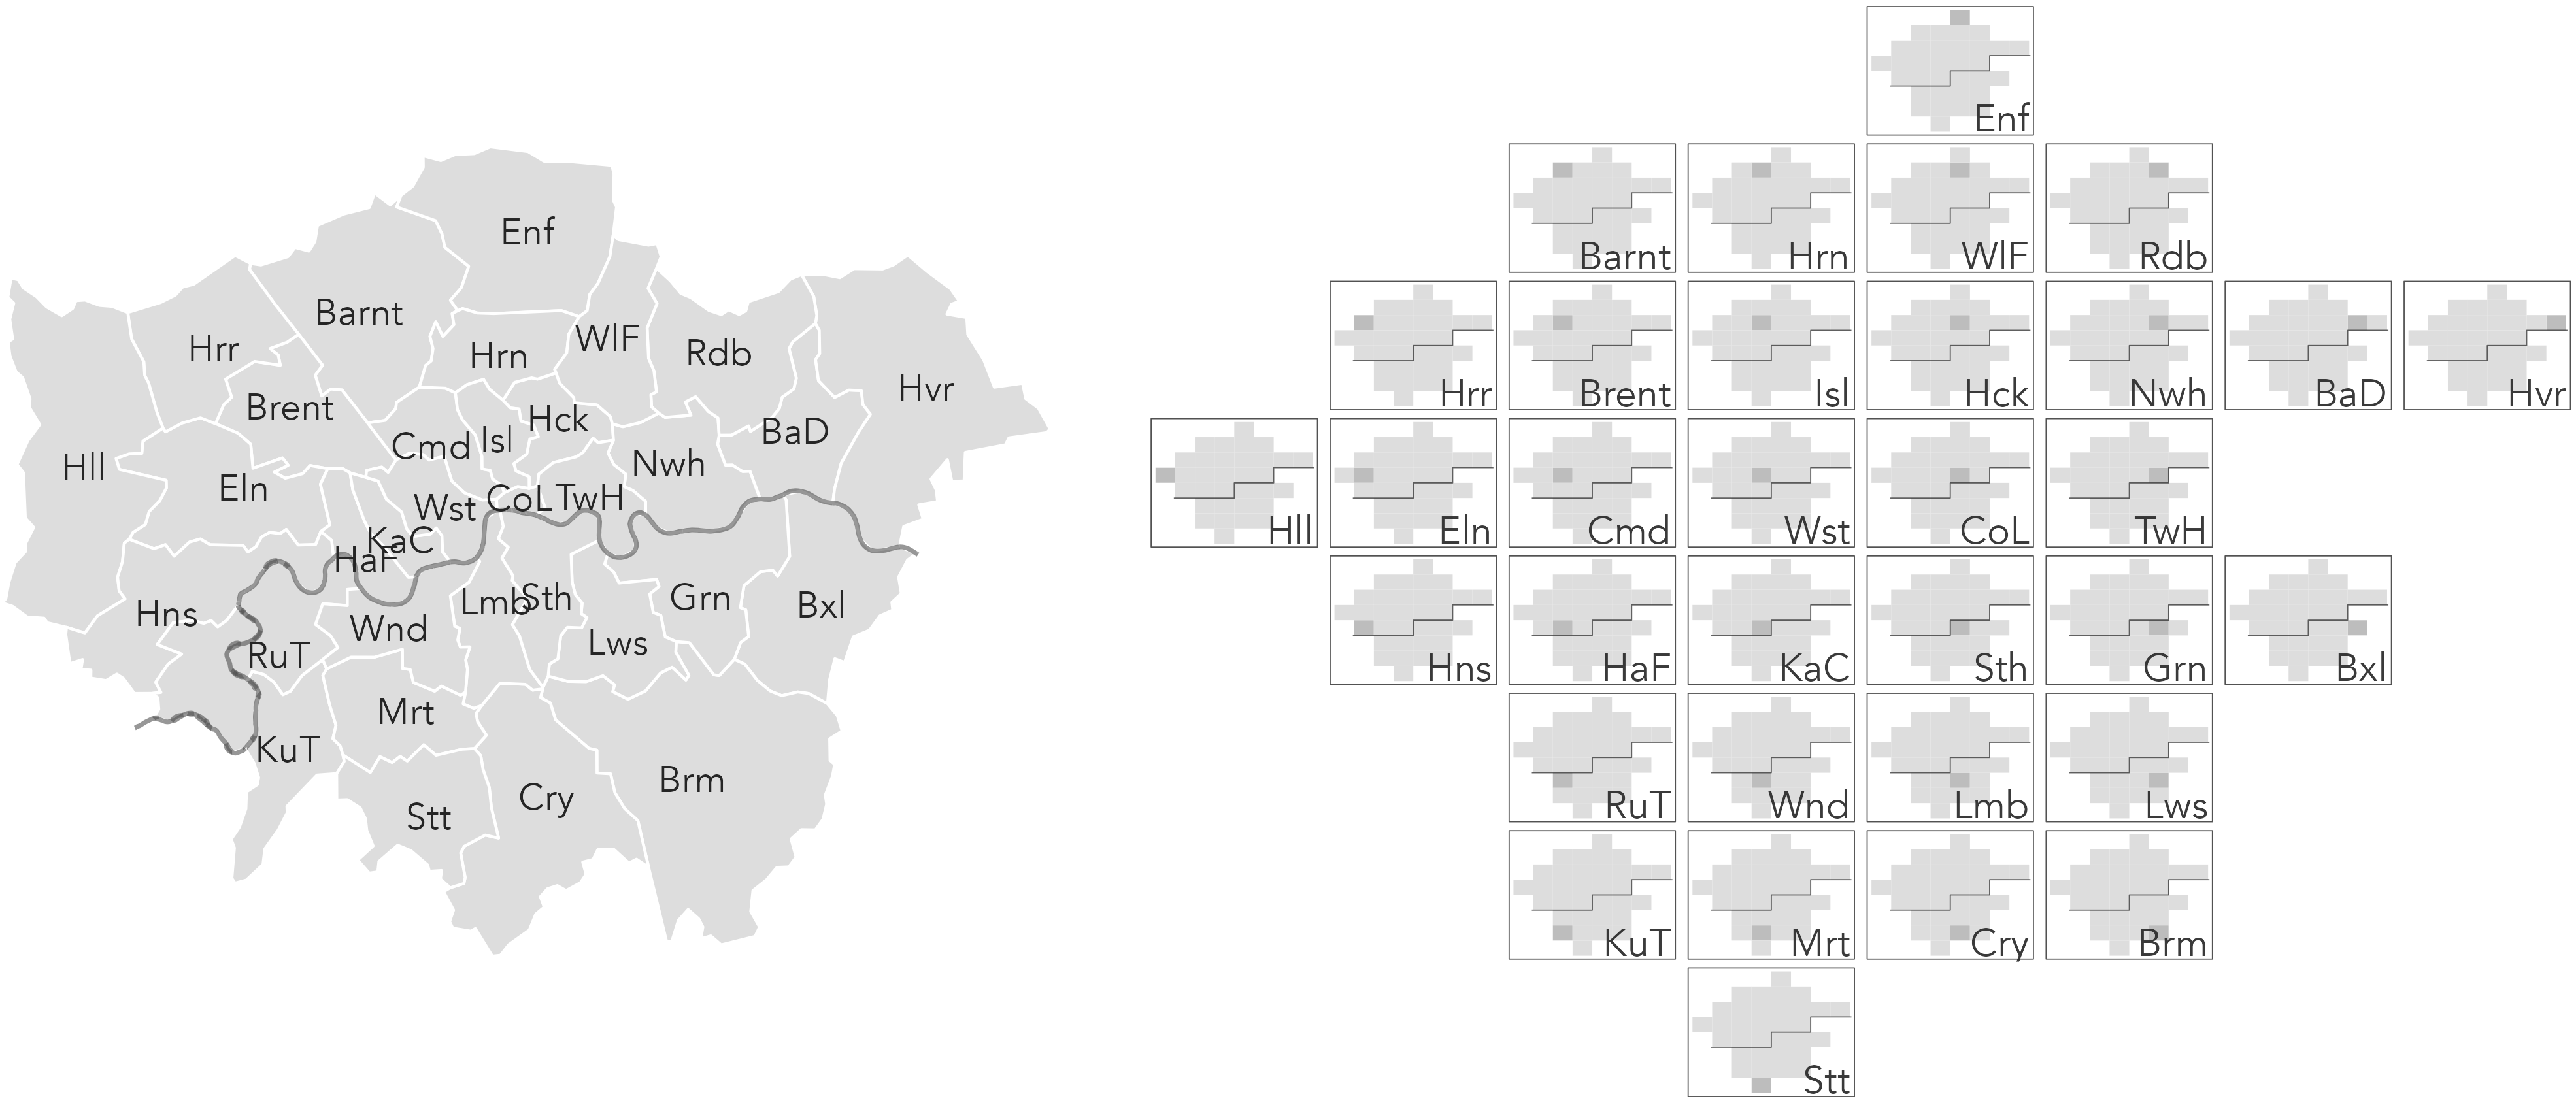 Enf
Barnt
Hrr
Hrn
WlF
Rdb
Hvr
Brent
Cmd
Isl
Hck
BaD
Hll
Eln
Nwh
Wst
CoL
TwH
KaC
HaF
Hns
RuT
Wnd
Lmb
Sth
Grn
Bxl
Lws
KuT
Mrt
Stt
Cry
Brm
Enf
Barnt Hrn WlF Rdb
Hrr Brent Isl Hck Nwh BaD Hvr
Hll Eln Cmd Wst CoL TwH
Hns HaF KaC Sth Grn Bxl
RuT Wnd Lmb Lws
KuT Mrt Cry Brm
Stt